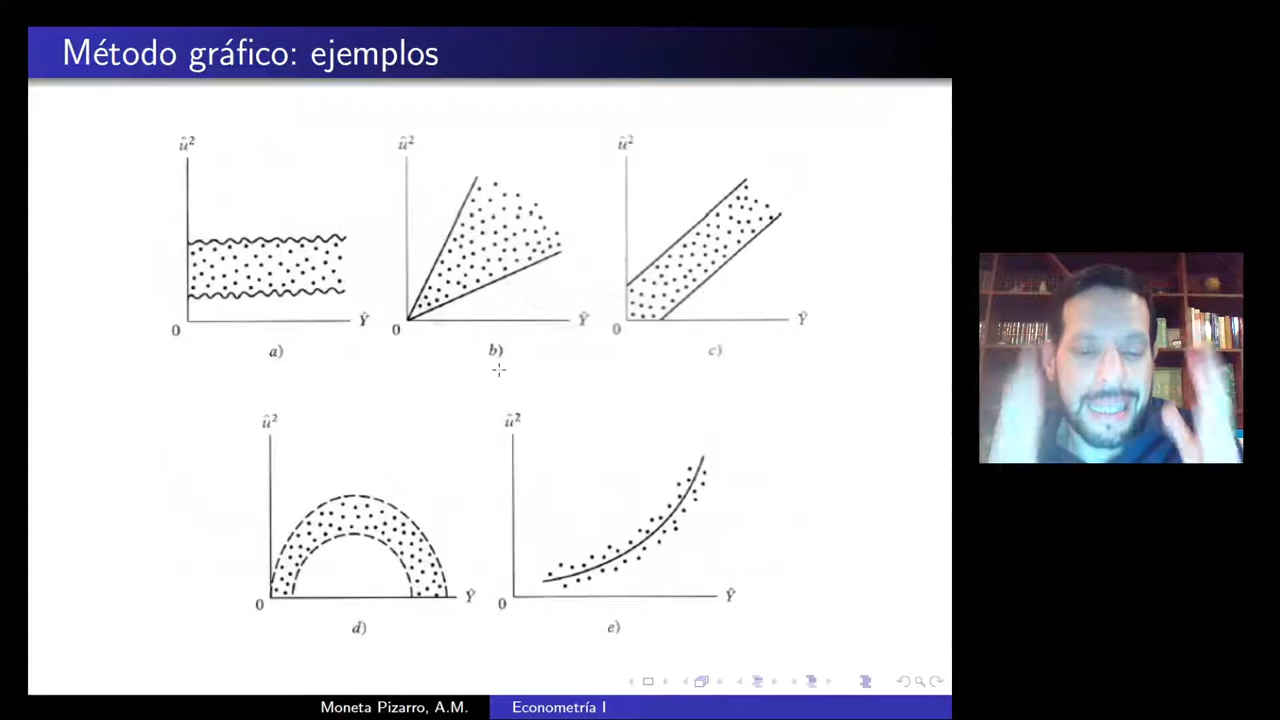 Método gráfico: ejemplos
û² û² û²
0 Ŷ 0 Ŷ 0 Ŷ
a) b) c)
û² û²
0 Ŷ 0 Ŷ
d) e)
Moneta Pizarro, A.M. Econometría I